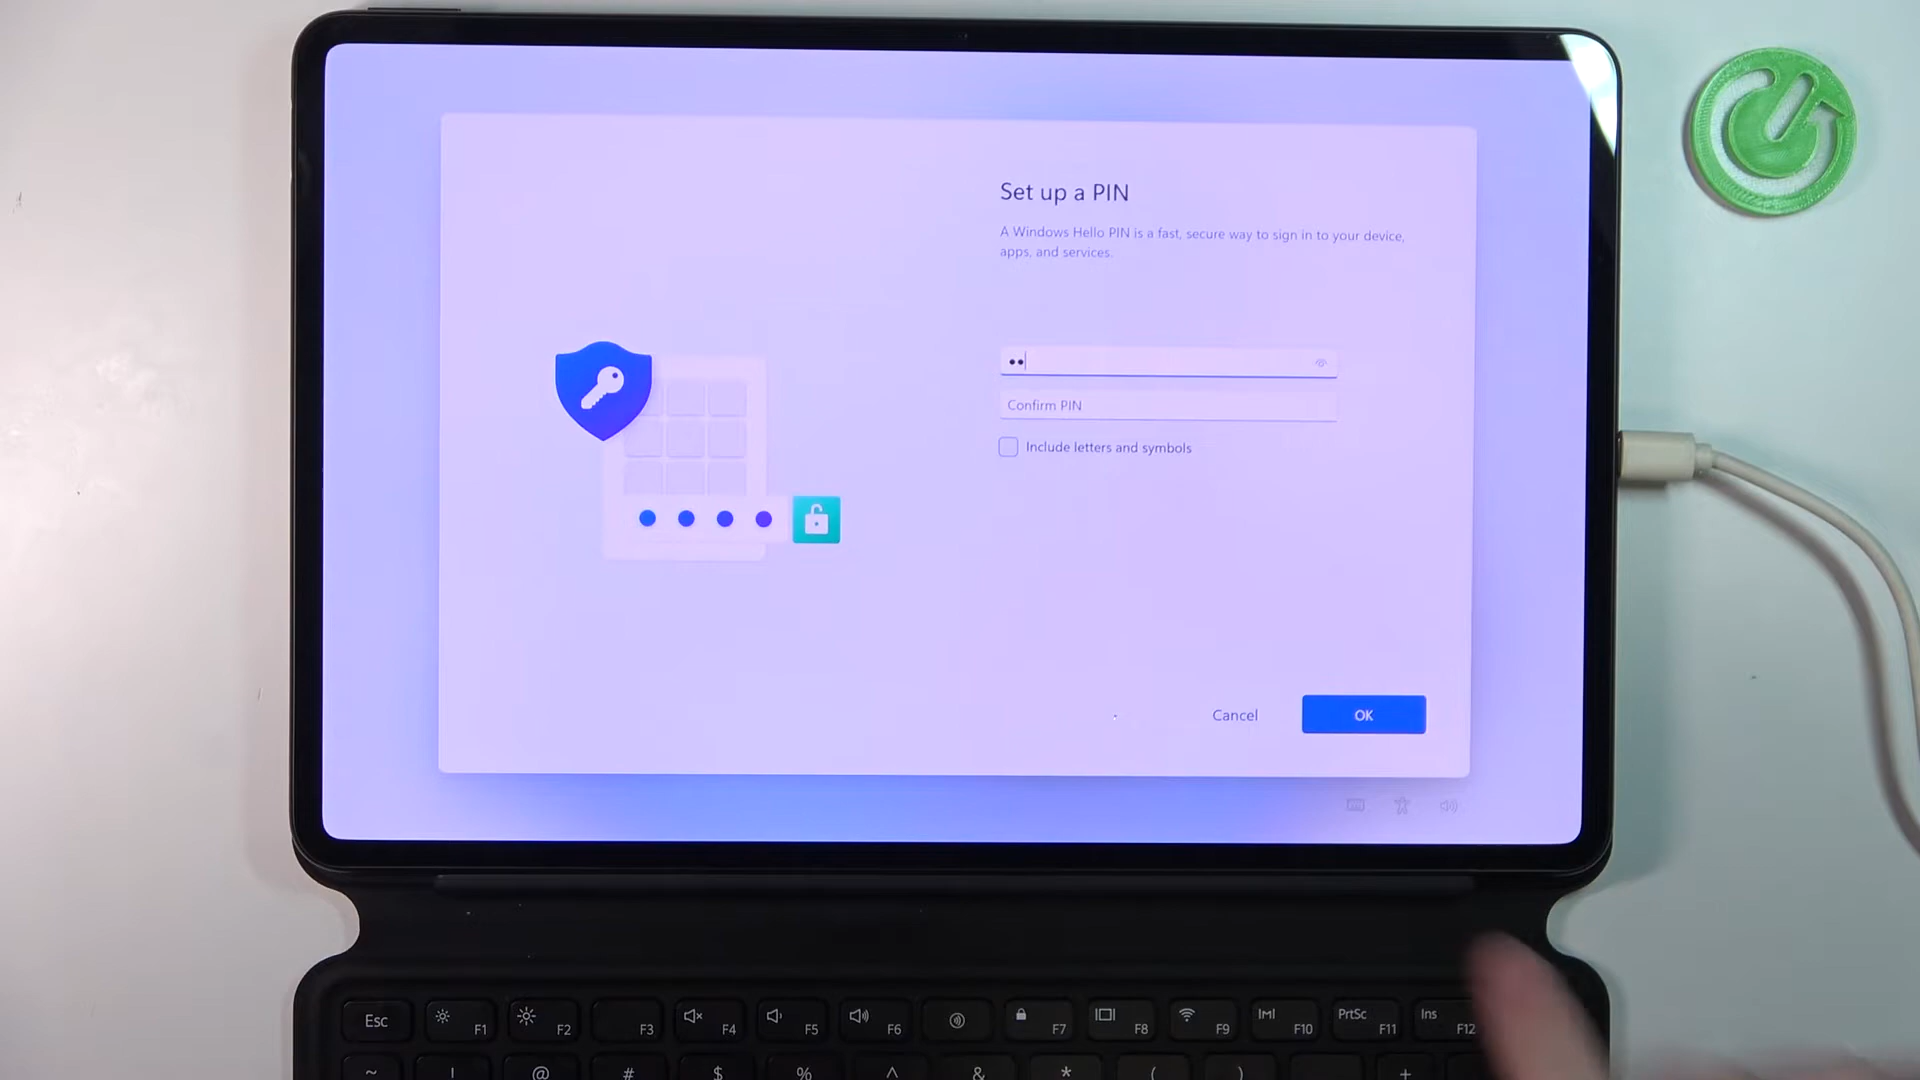 Set up a PIN
A Windows Hello PIN is a fast, secure way to sign in to your device,
apps, and services.
Confirm PIN
Include letters and symbols
Cancel
OK
Esc
F1
F2
F3
F4
F5
F6
F7
F8
F9
F10
PrtSc
F11
Ins
F12
~ ! @ # $ % ^ & * ( ) +